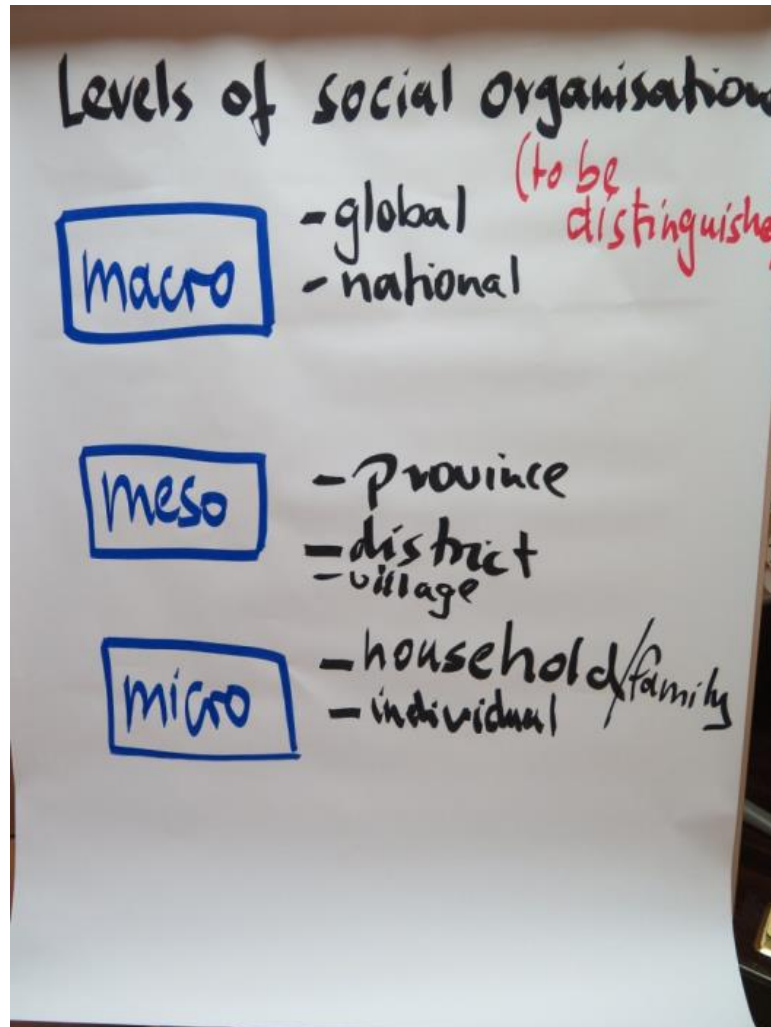 Levels of social organisation
(to be
distinguishe
macro
- global
- national
meso
- province
- district
- village
micro
- household/family
- individual